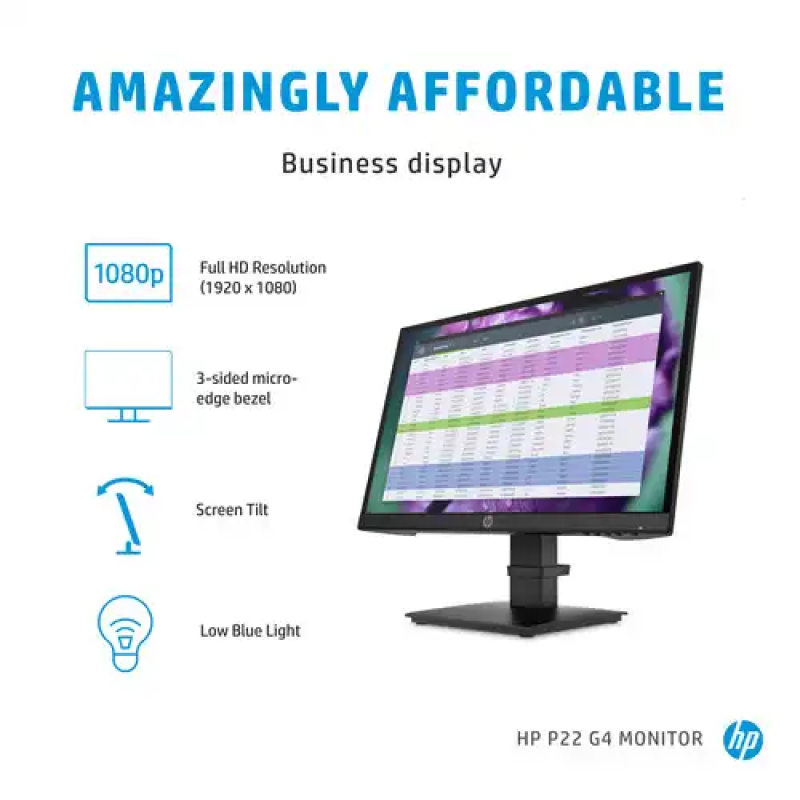 AMAZINGLY AFFORDABLE
Business display
1080p
Full HD Resolution
(1920 x 1080)
3-sided micro-
edge bezel
Screen Tilt
Low Blue Light
hp
HP P22 G4 MONITOR
hp